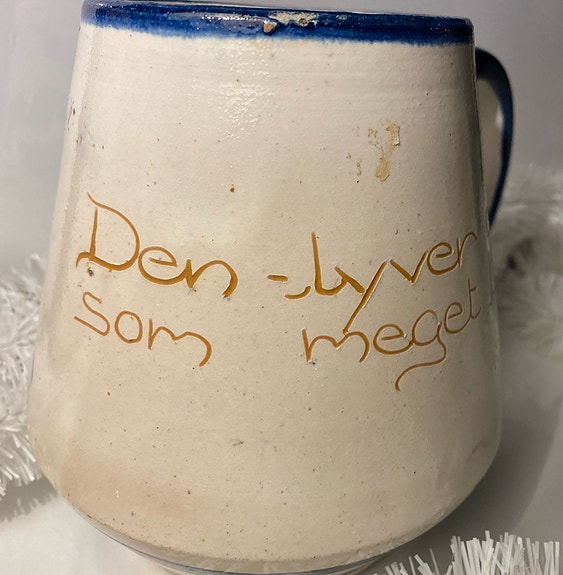 Den - lyver
som meget